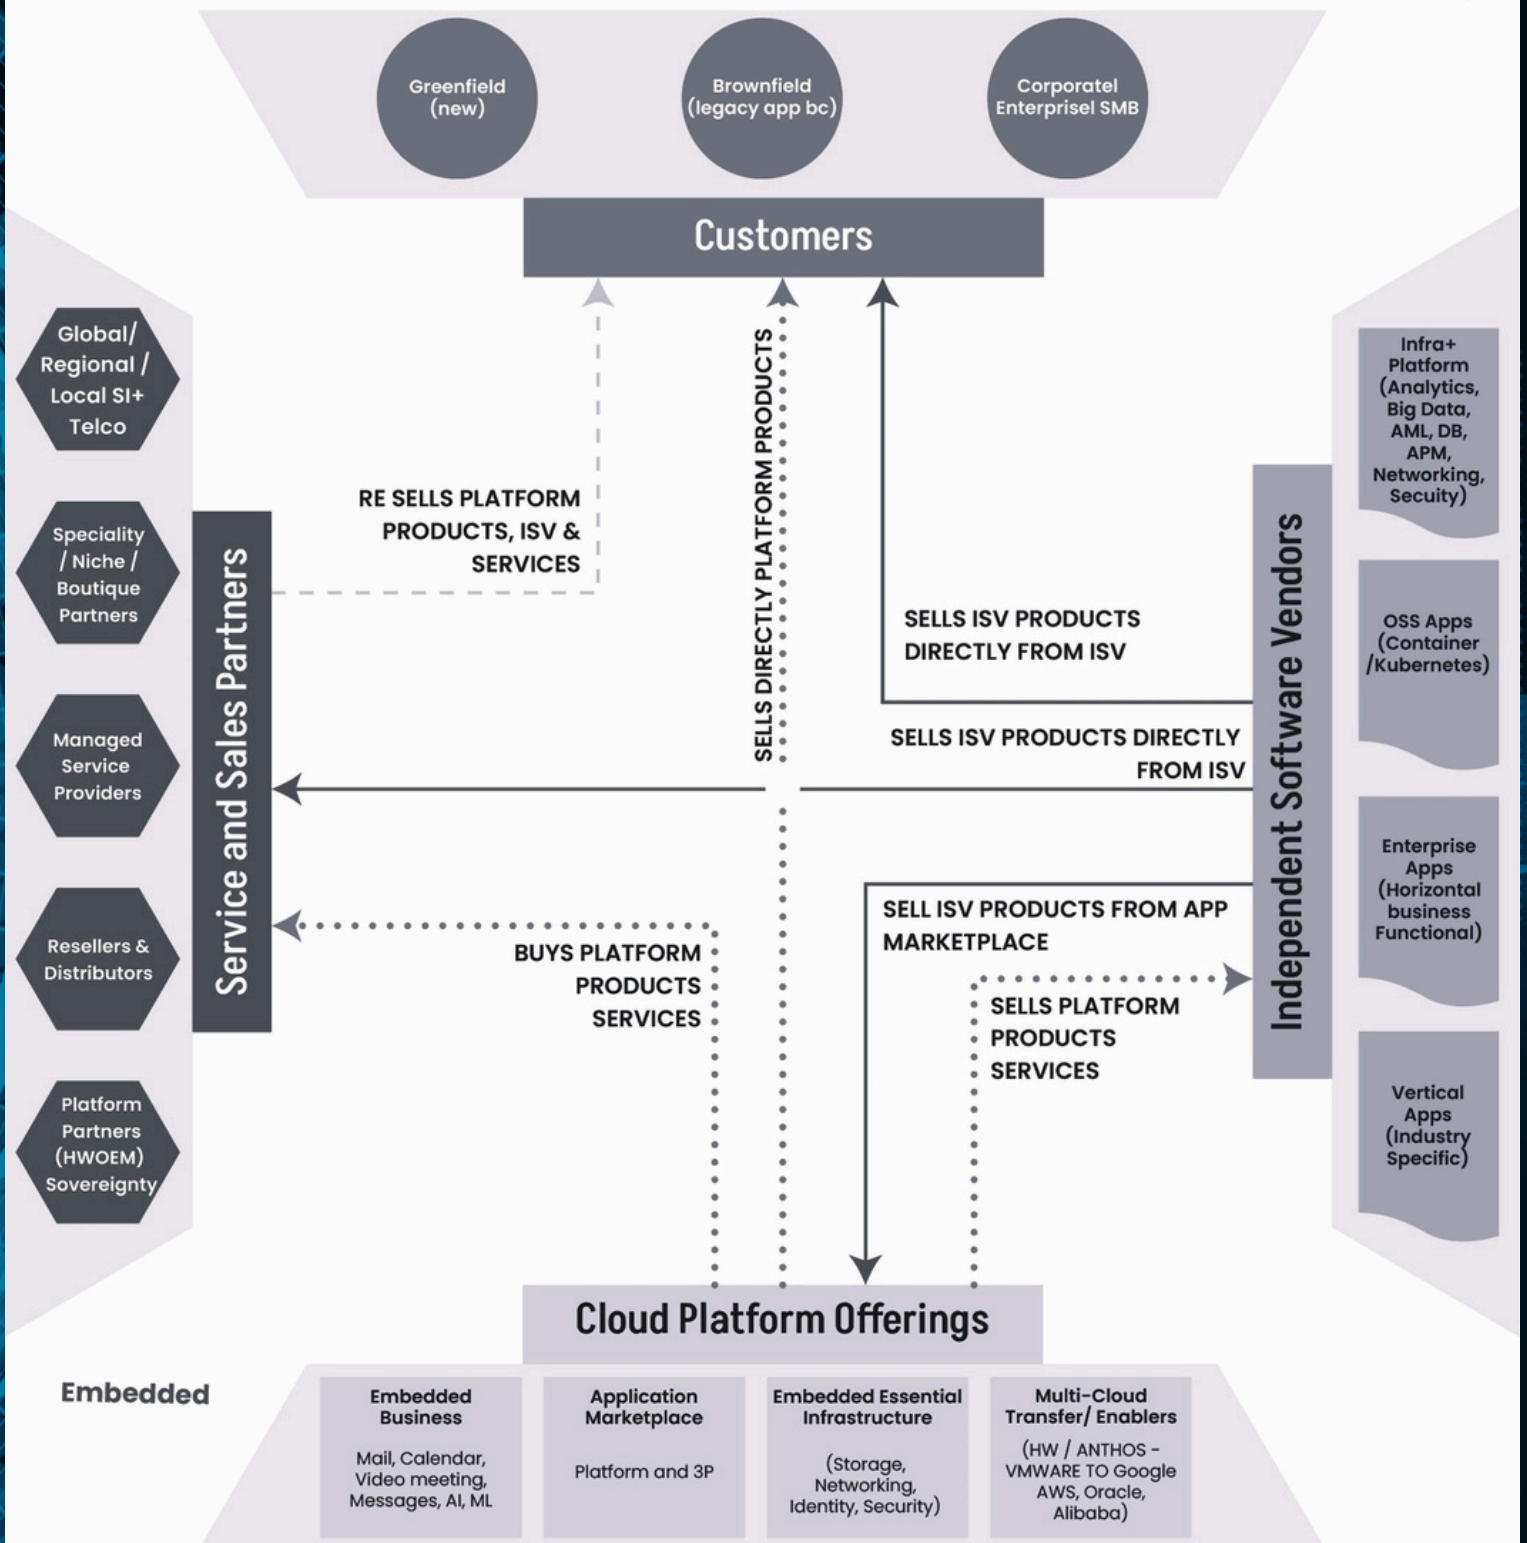 Greenfield
(new)
Brownfield
(legacy app bc)
Corporatel
Enterprisel SMB
Customers
Global/
Regional /
Local SI+
Telco
Speciality
/ Niche /
Boutique
Partners
Managed
Service
Providers
Resellers &
Distributors
Platform
Partners
(HWOEM)
Sovereignty
Service and Sales Partners
RE SELLS PLATFORM
PRODUCTS, ISV &
SERVICES
SELLS DIRECTLY PLATFORM PRODUCTS
SELLS ISV PRODUCTS
DIRECTLY FROM ISV
SELLS ISV PRODUCTS DIRECTLY
FROM ISV
SELL ISV PRODUCTS FROM APP
MARKETPLACE
BUYS PLATFORM
PRODUCTS
SERVICES
SELLS PLATFORM
PRODUCTS
SERVICES
Independent Software Vendors
Infra+
Platform
(Analytics,
Big Data,
AML, DB,
APM,
Networking,
Secuity)
OSS Apps
(Container
/Kubernetes)
Enterprise
Apps
(Horizontal
business
Functional)
Vertical
Apps
(Industry
Specific)
Cloud Platform Offerings
Embedded
Embedded
Business
Mail, Calendar,
Video meeting,
Messages, AI, ML
Application
Marketplace
Platform and 3P
Embedded Essential
Infrastructure
(Storage,
Networking,
Identity, Security)
Multi-Cloud
Transfer/ Enablers
(HW / ANTHOS -
VMWARE TO Google
AWS, Oracle,
Alibaba)